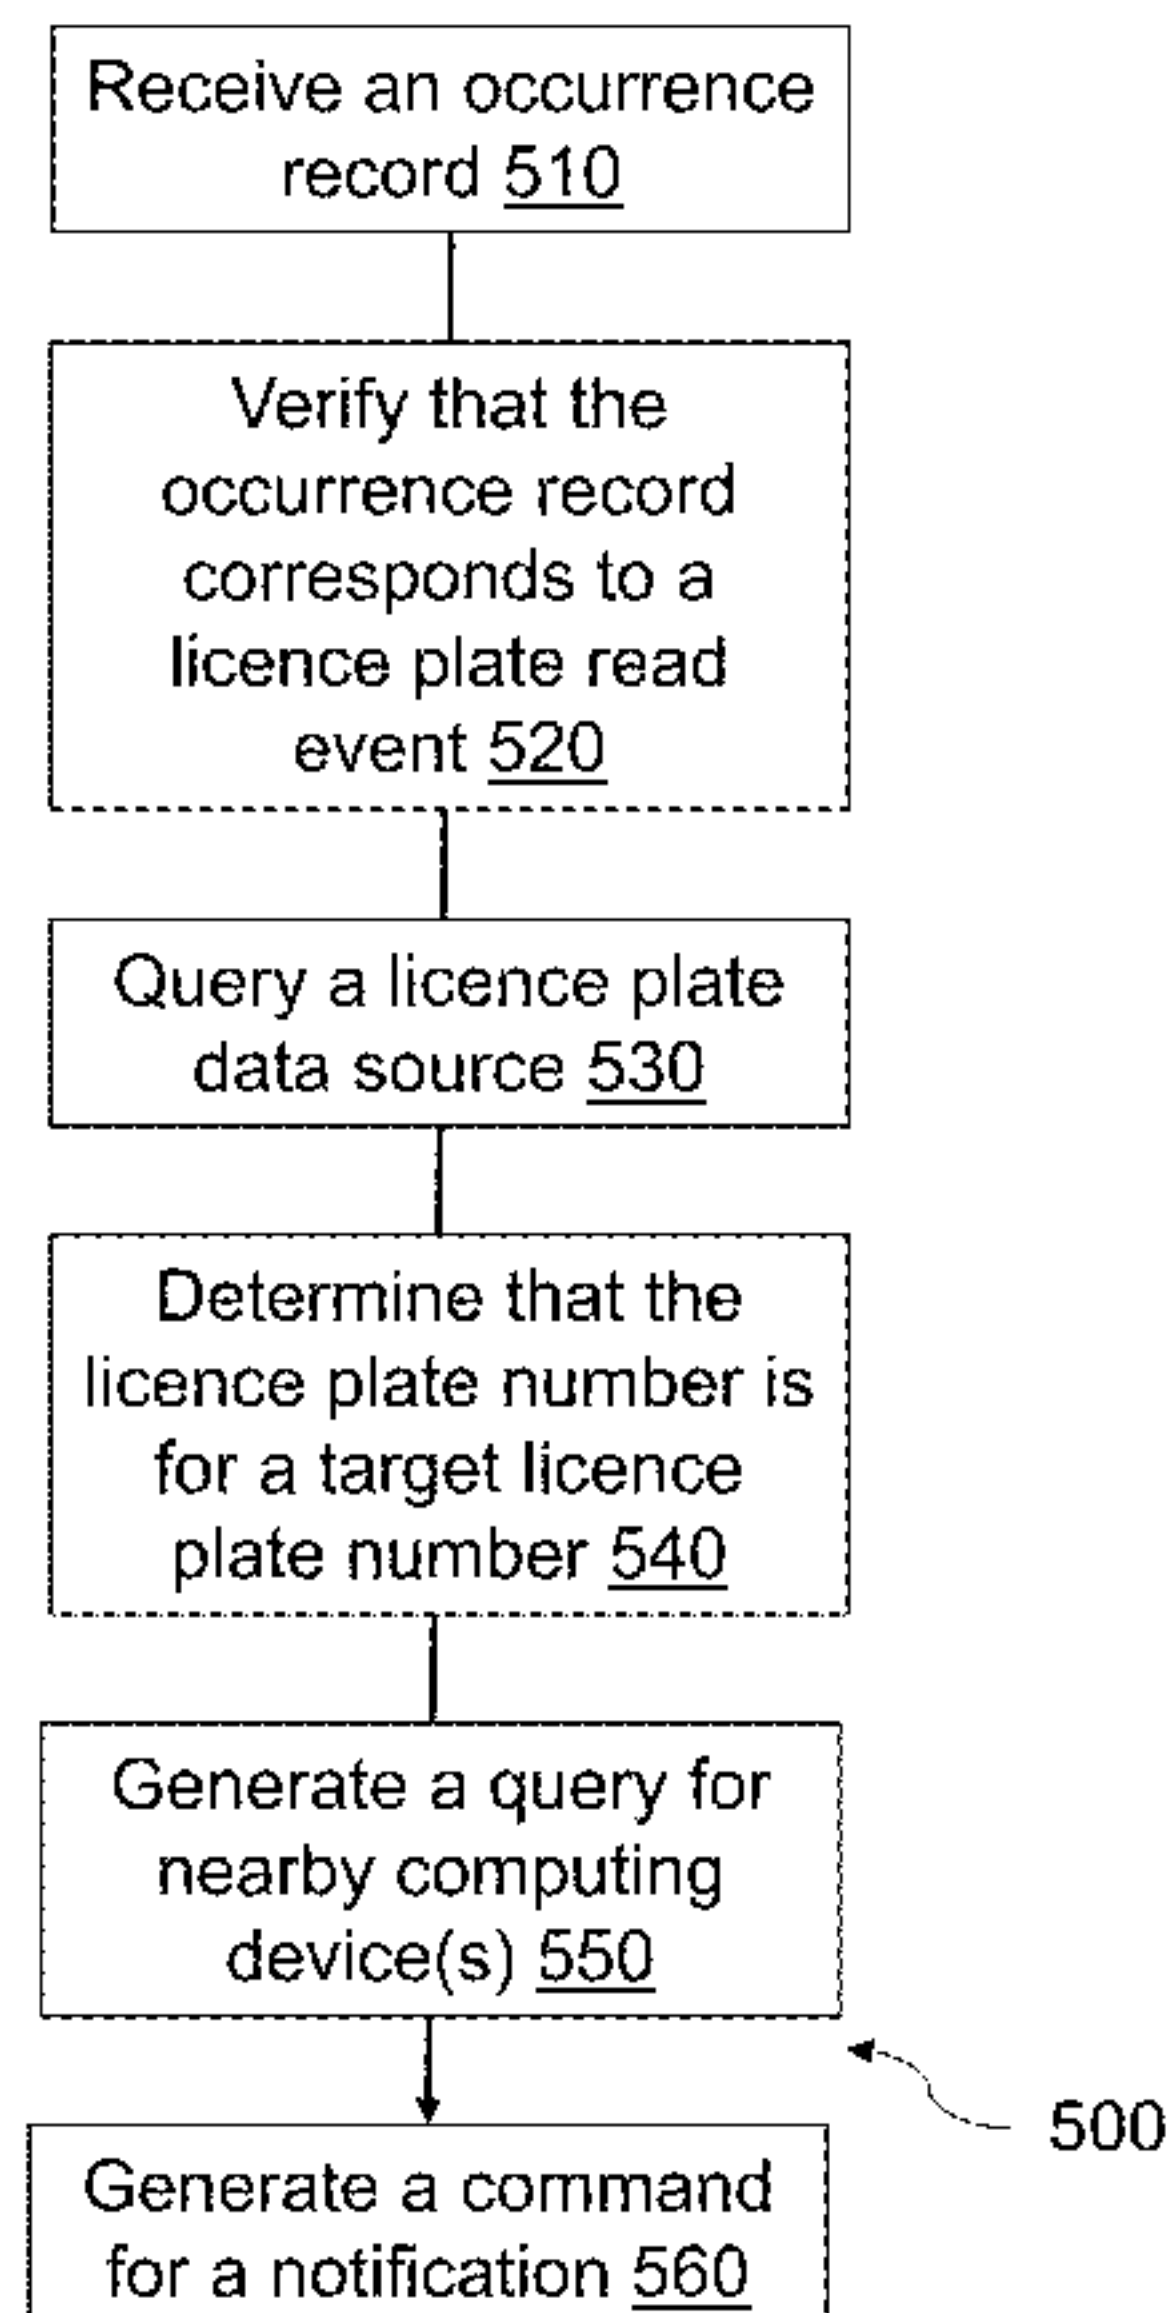 Receive an occurrence
record 510
Verify that the
occurrence record
corresponds to a
licence plate read
event 520
Query a licence plate
data source 530
Determine that the
licence plate number is
for a target licence
plate number 540
Generate a query for
nearby computing
device(s) 550
500
Generate a command
for a notification 560